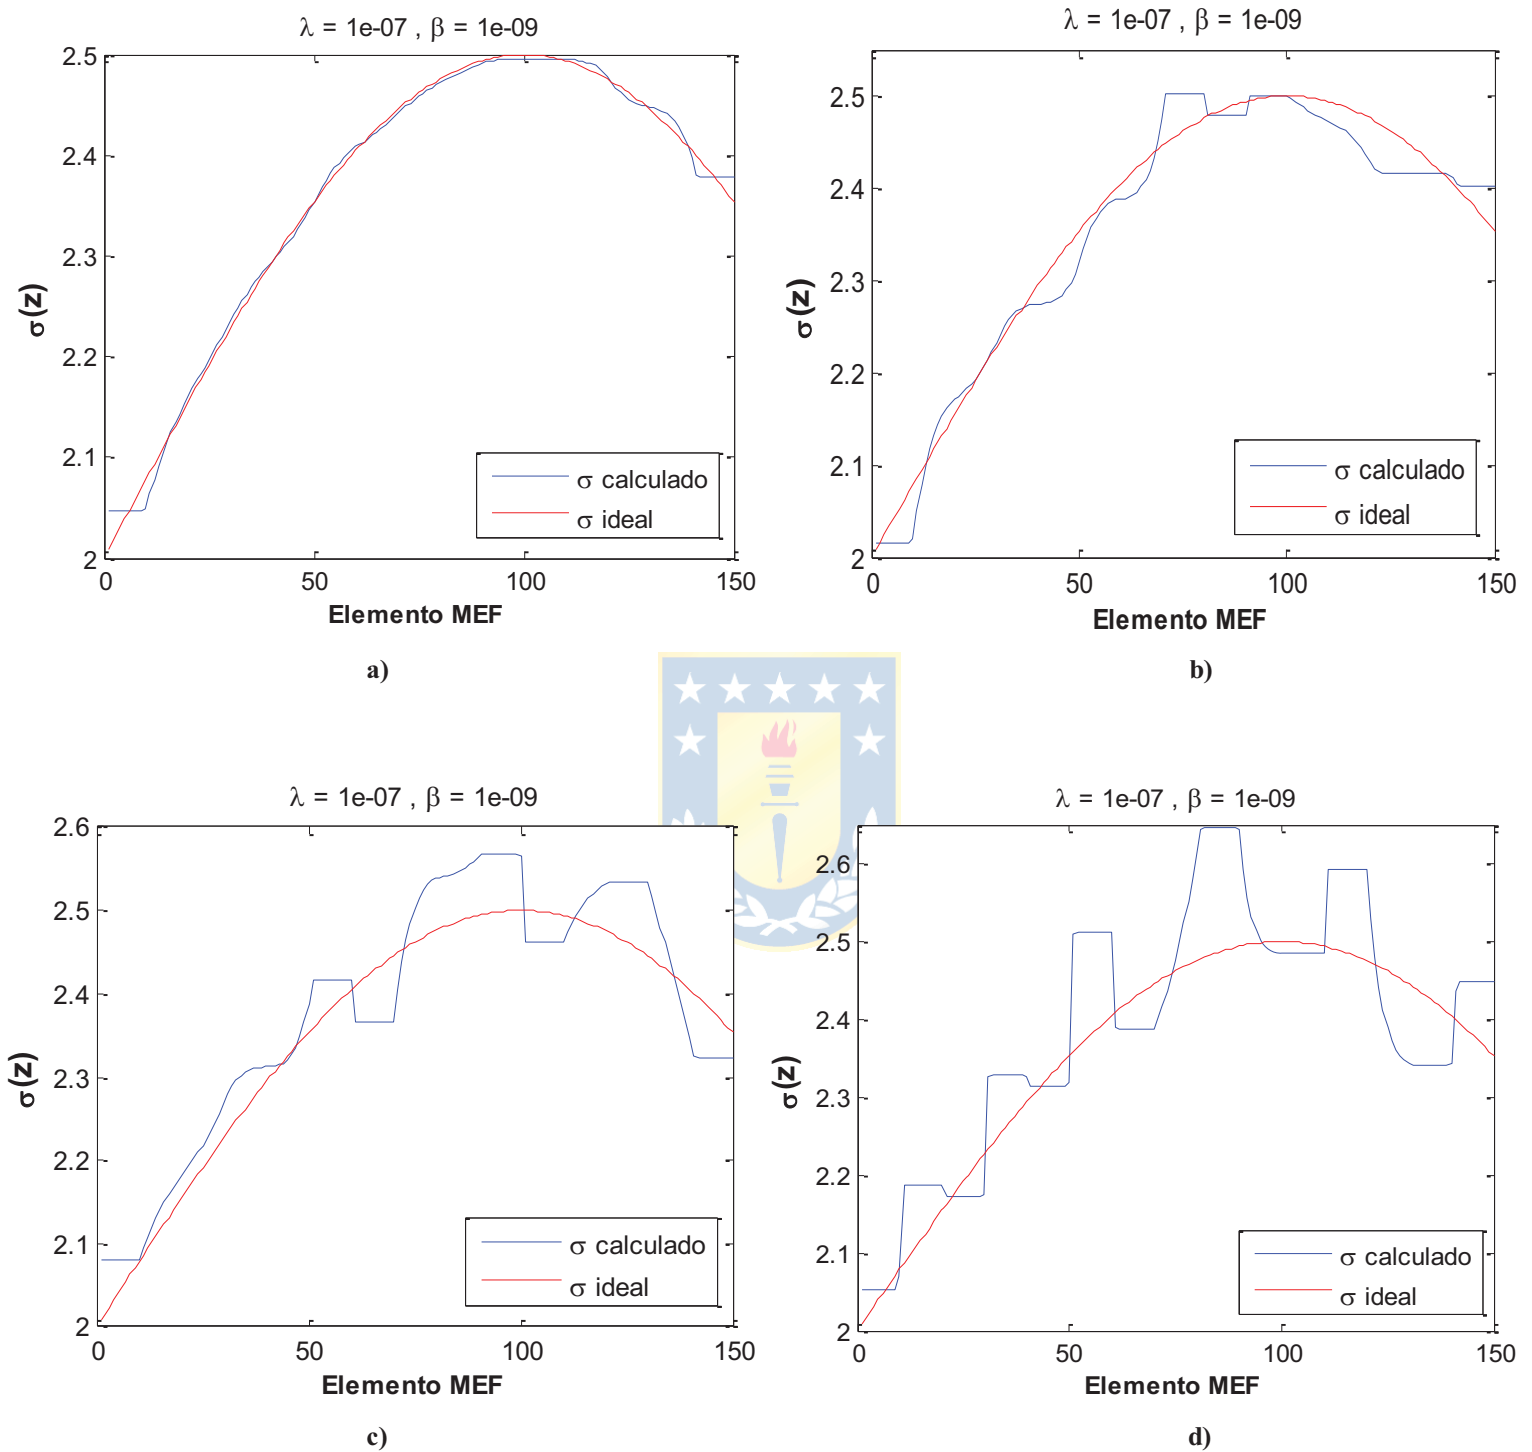 λ = 1e-07 , β = 1e-09
σ(z)
2.5
2.4
2.3
2.2
2.1
2
0
50
100
150
σ calculado
σ ideal
Elemento MEF
a)
λ = 1e-07 , β = 1e-09
σ(z)
2.5
2.4
2.3
2.2
2.1
2
0
50
100
150
σ calculado
σ ideal
Elemento MEF
b)
λ = 1e-07 , β = 1e-09
σ(z)
2.6
2.5
2.4
2.3
2.2
2.1
2
0
50
100
150
σ calculado
σ ideal
Elemento MEF
c)
λ = 1e-07 , β = 1e-09
σ(z)
2.6
2.5
2.4
2.3
2.2
2.1
2
0
50
100
150
σ calculado
σ ideal
Elemento MEF
d)